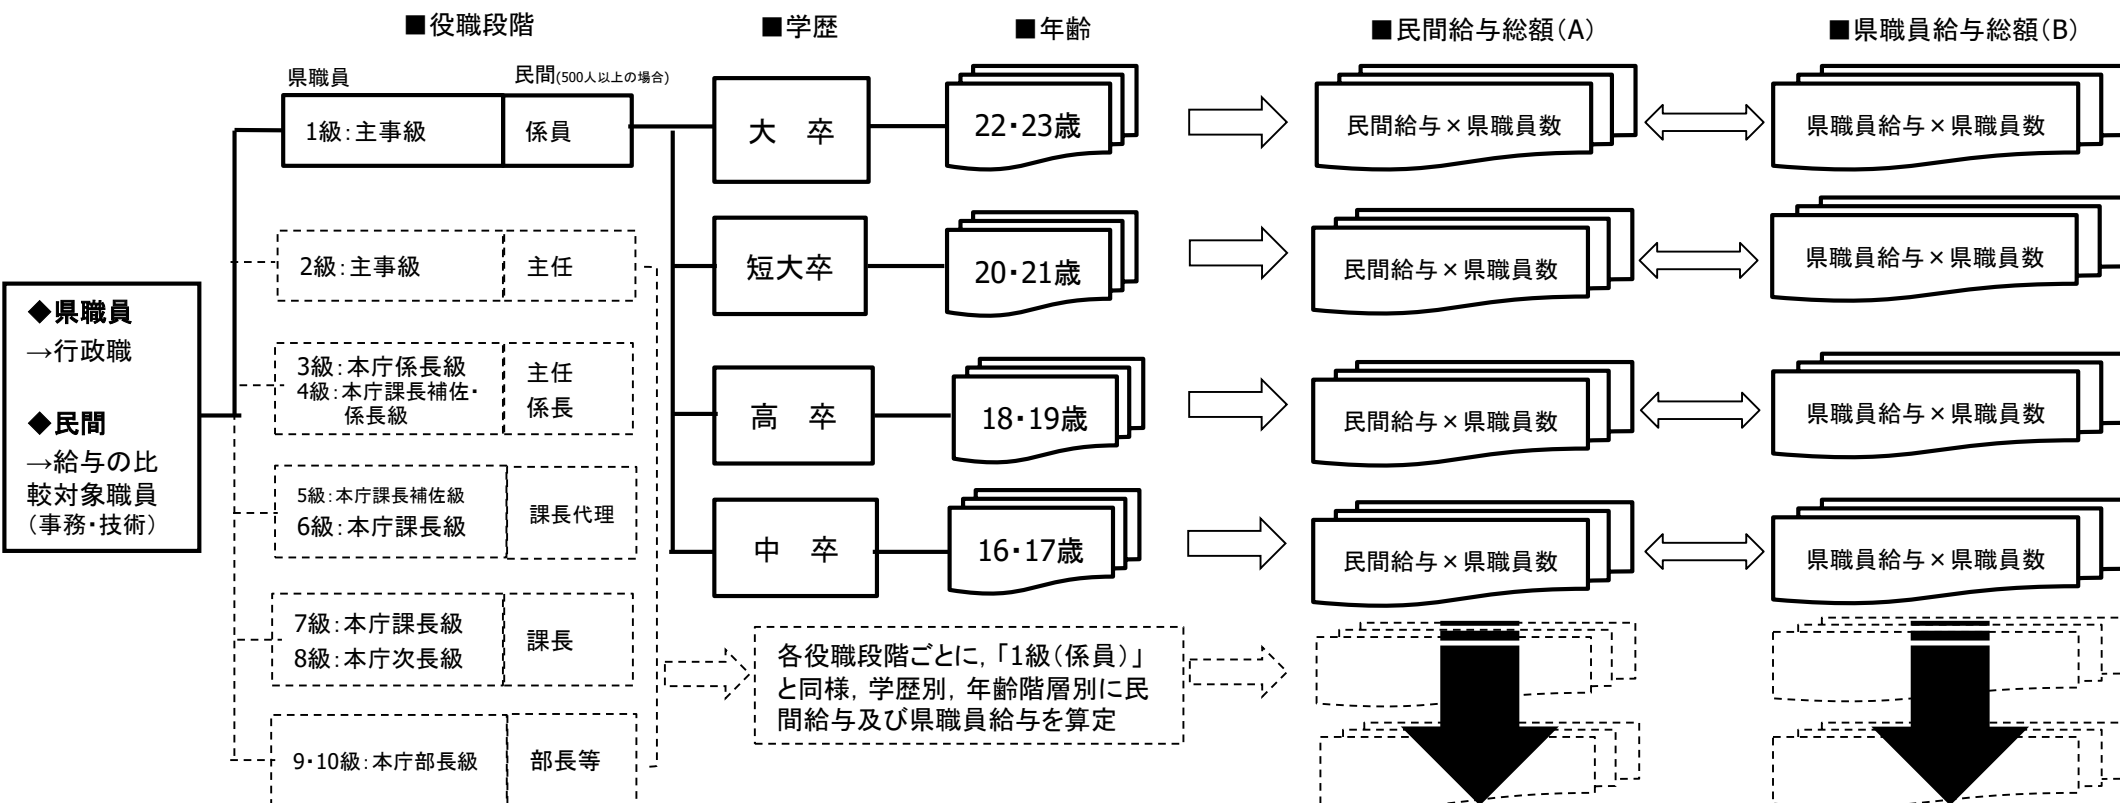 ■役職段階
■学歴
■年齢
■民間給与総額(A)
■県職員給与総額(B)
県職員
民間(500人以上の場合)
1級:主事級
係員
大 卒
22・23歳
民間給与×県職員数
県職員給与×県職員数
2級:主事級
主任
短大卒
20・21歳
民間給与×県職員数
県職員給与×県職員数
◆県職員
→行政職
◆民間
→給与の比
較対象職員
(事務・技術)
3級:本庁係長級
4級:本庁課長補佐・
係長級
主任
係長
高 卒
18・19歳
民間給与×県職員数
県職員給与×県職員数
5級:本庁課長補佐級
6級:本庁課長級
課長代理
中 卒
16・17歳
民間給与×県職員数
県職員給与×県職員数
7級:本庁課長級
8級:本庁次長級
課長
各役職段階ごとに,「1級(係員)」
と同様, 学歴別, 年齢階層別に民
間給与及び県職員給与を算定
9・10級:本庁部長級
部長等